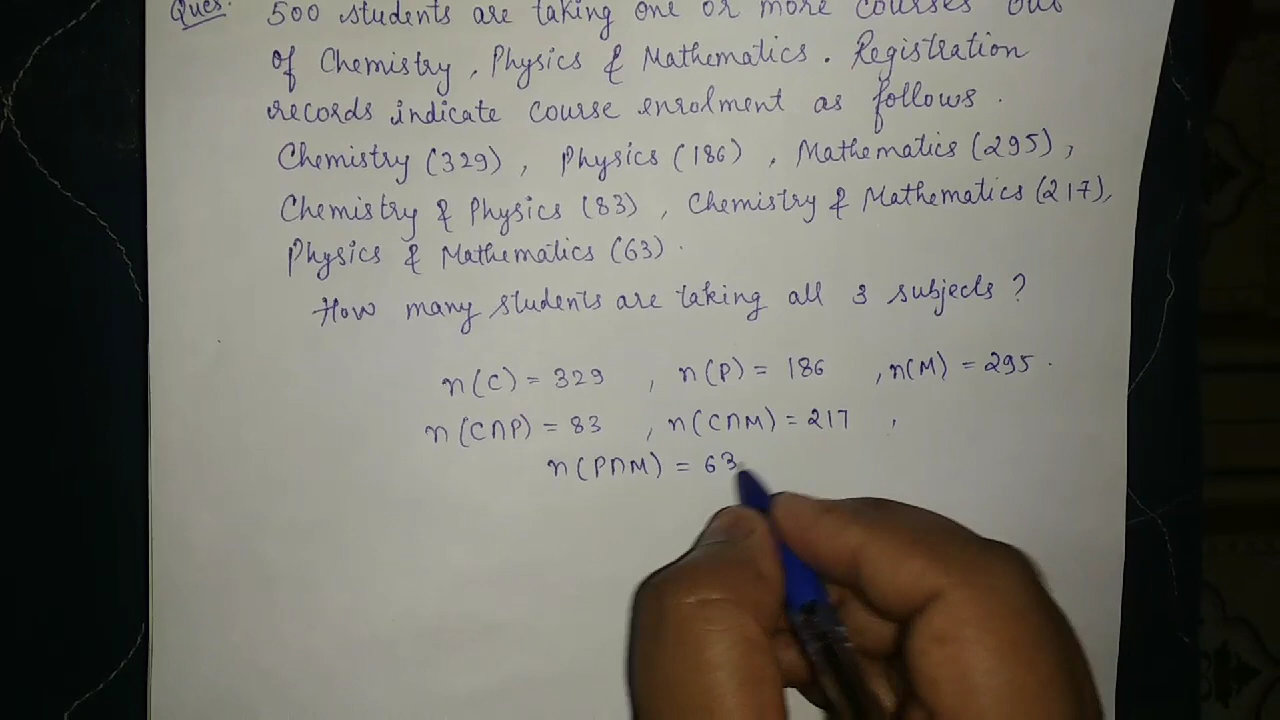 Ques. 500 students are taking one or more courses out
of Chemistry, Physics & Mathematics. Registration
records indicate course enrolment as follows.
Chemistry (329), Physics (186), Mathematics (295),
Chemistry & Physics (83), Chemistry & Mathematics (217),
Physics & Mathematics (63).
How many students are taking all 3 subjects?
n(C) = 329, n(P) = 186, n(M) = 295.
n(C∩P) = 83, n(C∩M) = 217,
n(P∩M) = 63